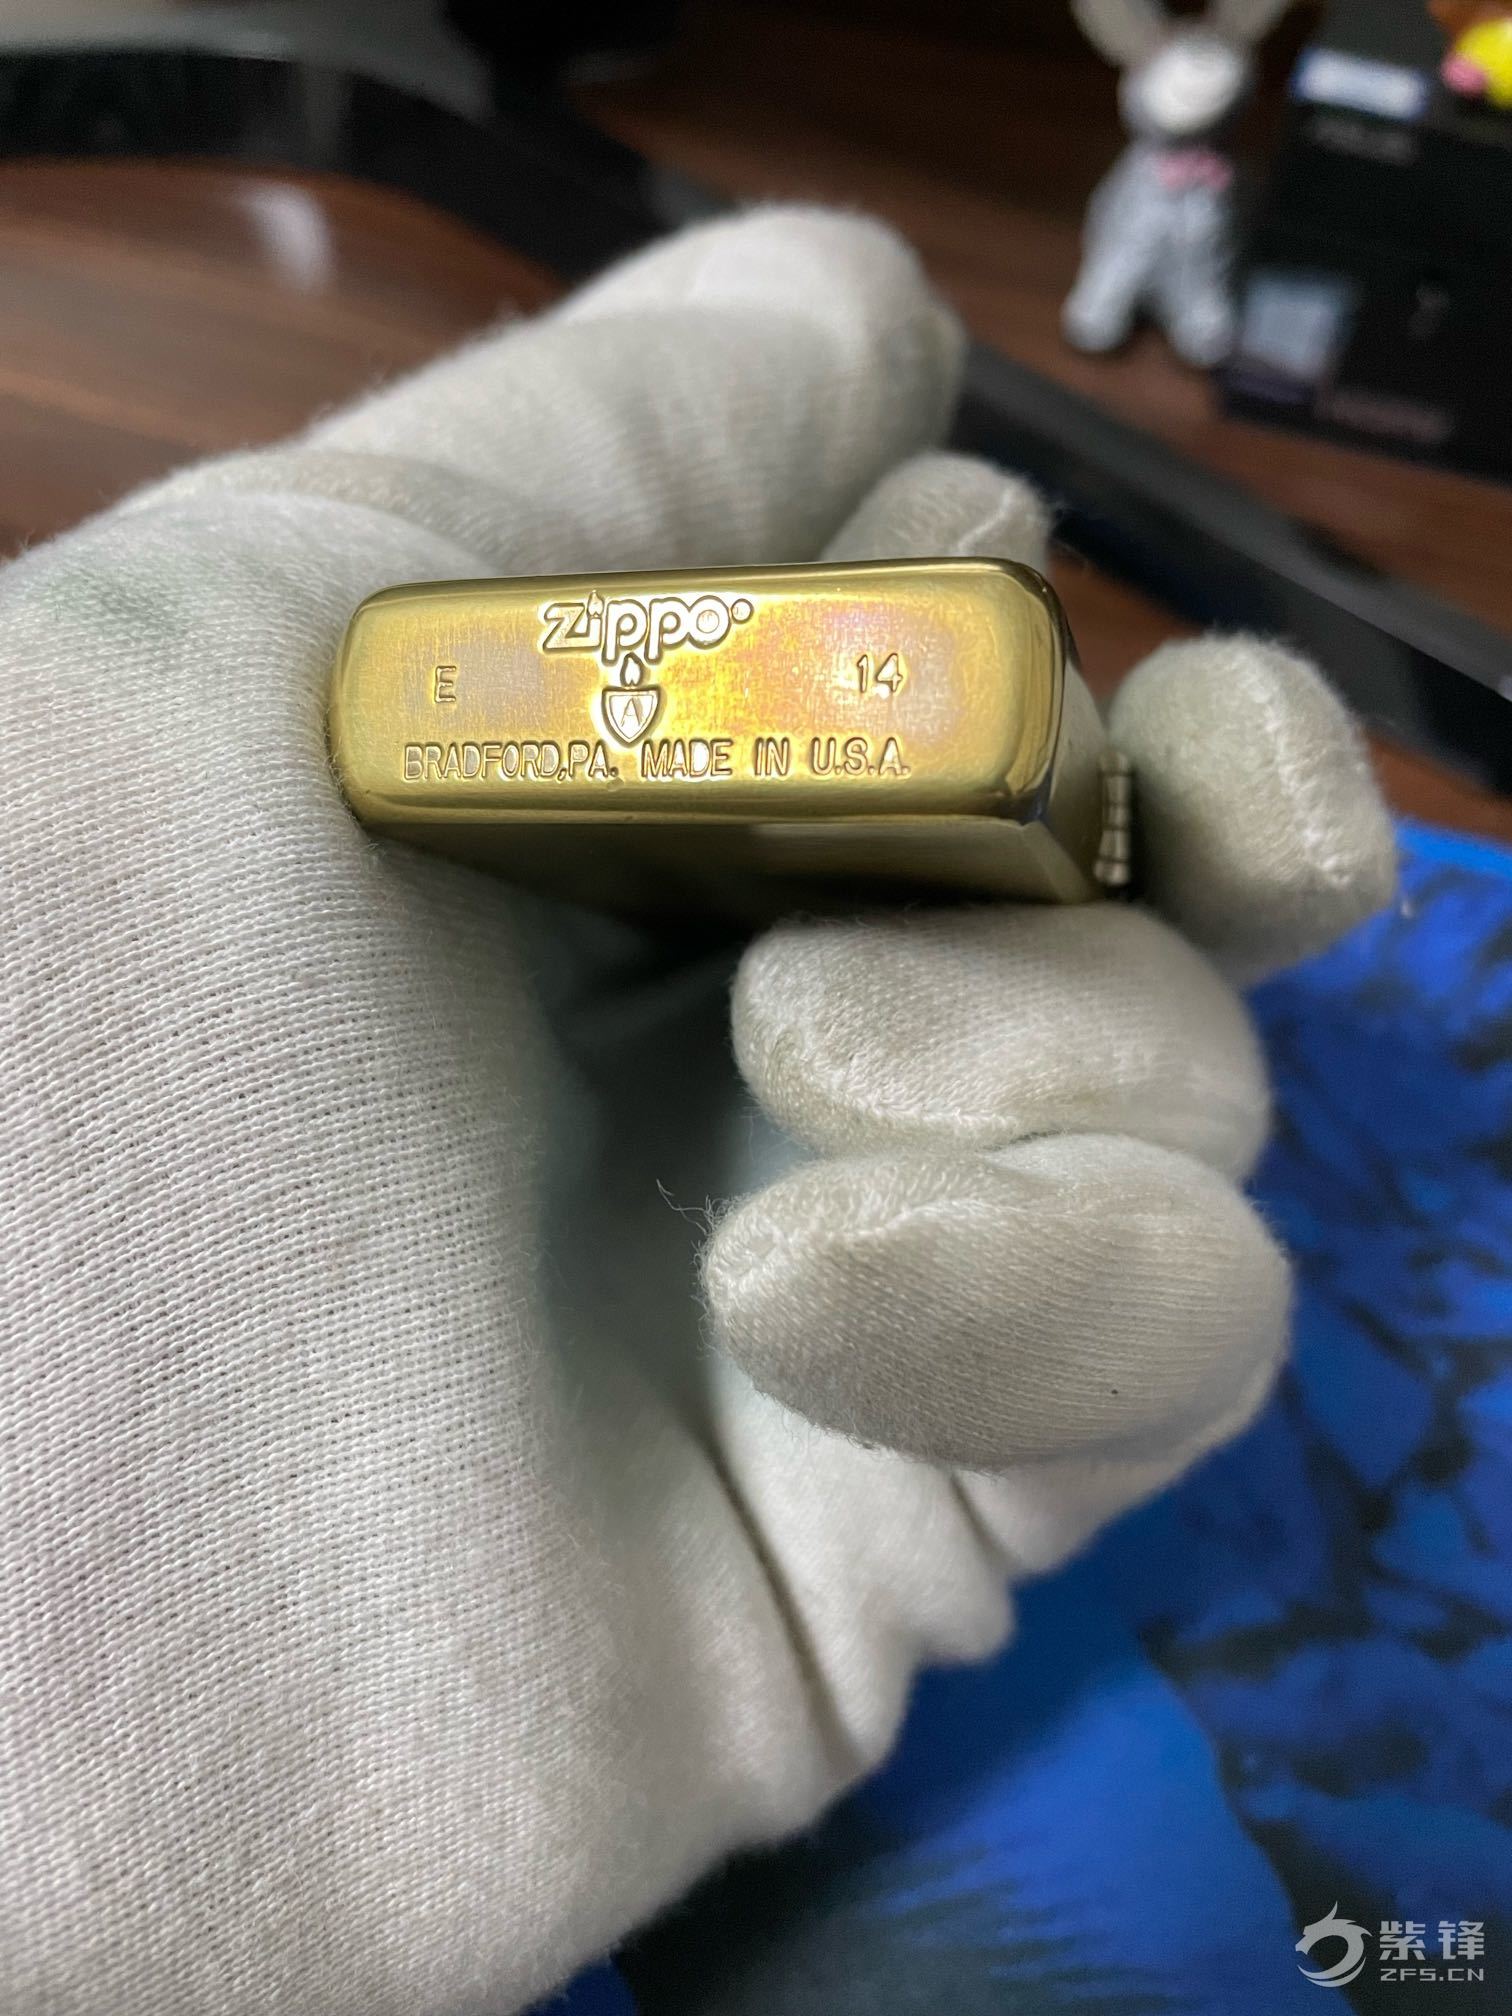 zippo
E 14
A
BRADFORD,PA. MADE IN U.S.A.
紫锋
ZFS.CN